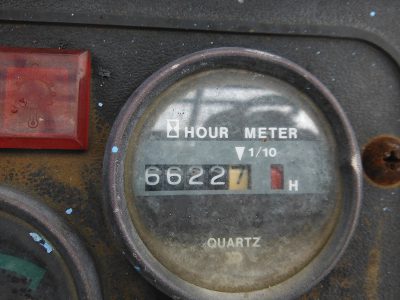 HOUR METER
1/10
66227 H
QUARTZ